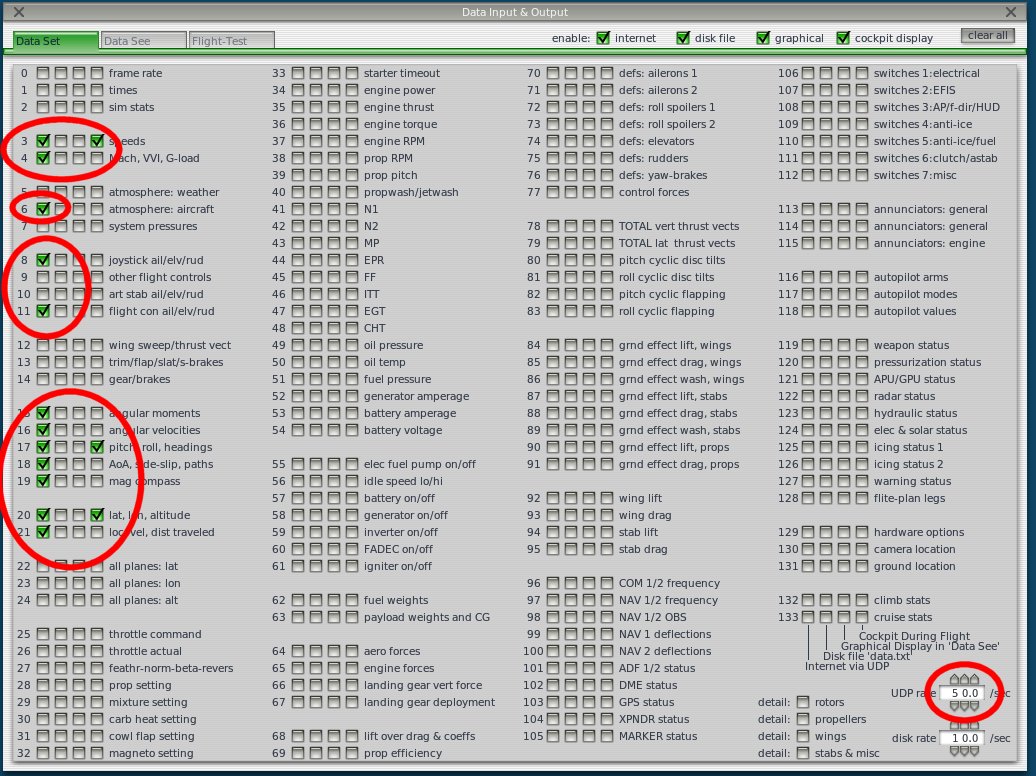 Data Input & Output
Data Set
Data See
Flight-Test
enable: internet disk file graphical cockpit display clear all
0 frame rate
1 times
2 sim stats
3 speeds
4 Mach, VVI, G-load
5 atmosphere: weather
6 atmosphere: aircraft
7 system pressures
8 joystick ail/elv/rud
9 other flight controls
10 art stab ail/elv/rud
11 flight con ail/elv/rud
12 wing sweep/thrust vect
13 trim/flap/slat/s-brakes
14 gear/brakes
15 angular moments
16 angular velocities
17 pitch, roll, headings
18 AoA, side-slip, paths
19 mag compass
20 lat, lon, altitude
21 loc, vel, dist traveled
22 all planes: lat
23 all planes: lon
24 all planes: alt
25 throttle command
26 throttle actual
27 feathr-norm-beta-revers
28 prop setting
29 mixture setting
30 carb heat setting
31 cowl flap setting
32 magneto setting
33 starter timeout
34 engine power
35 engine thrust
36 engine torque
37 engine RPM
38 prop RPM
39 prop pitch
40 propwash/jetwash
41 N1
42 N2
43 MP
44 EPR
45 FF
46 ITT
47 EGT
48 CHT
49 oil pressure
50 oil temp
51 fuel pressure
52 generator amperage
53 battery amperage
54 battery voltage
55 elec fuel pump on/off
56 idle speed lo/hi
57 battery on/off
58 generator on/off
59 inverter on/off
60 FADEC on/off
61 igniter on/off
62 fuel weights
63 payload weights and CG
64 aero forces
65 engine forces
66 landing gear vert force
67 landing gear deployment
68 lift over drag & coeffs
69 prop efficiency
70 defs: ailerons 1
71 defs: ailerons 2
72 defs: roll spoilers 1
73 defs: roll spoilers 2
74 defs: elevators
75 defs: rudders
76 defs: yaw-brakes
77 control forces
78 TOTAL vert thrust vects
79 TOTAL lat thrust vects
80 pitch cyclic disc tilts
81 roll cyclic disc tilts
82 pitch cyclic flapping
83 roll cyclic flapping
84 grnd effect lift, wings
85 grnd effect drag, wings
86 grnd effect wash, wings
87 grnd effect lift, stabs
88 grnd effect drag, stabs
89 grnd effect wash, stabs
90 grnd effect lift, props
91 grnd effect drag, props
92 wing lift
93 wing drag
94 stab lift
95 stab drag
96 COM 1/2 frequency
97 NAV 1/2 frequency
98 NAV 1/2 OBS
99 NAV 1 deflections
100 NAV 2 deflections
101 ADF 1/2 status
102 DME status
103 GPS status
104 XPNDR status
105 MARKER status
106 switches 1:electrical
107 switches 2:EFIS
108 switches 3:AP/f-dir/HUD
109 switches 4:anti-ice
110 switches 5:anti-ice/fuel
111 switches 6:clutch/astab
112 switches 7:misc
113 annunciators: general
114 annunciators: general
115 annunciators: engine
116 autopilot arms
117 autopilot modes
118 autopilot values
119 weapon status
120 pressurization status
121 APU/GPU status
122 radar status
123 hydraulic status
124 elec & solar status
125 icing status 1
126 icing status 2
127 warning status
128 flite-plan legs
129 hardware options
130 camera location
131 ground location
132 climb stats
133 cruise stats
Cockpit During Flight
Graphical Display in 'Data See'
Disk file 'data.txt'
Internet via UDP
UDP rate 5 0.0 /sec
disk rate 1 0.0 /sec
detail: rotors
detail: propellers
detail: wings
detail: stabs & misc